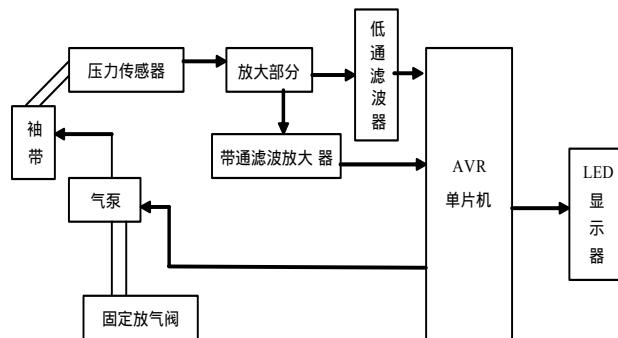 压力传感器
放大部分
低
通
滤
波
器
袖
带
带通滤波放大 器
AVR
单片机
LED
显
示
器
气泵
固定放气阀